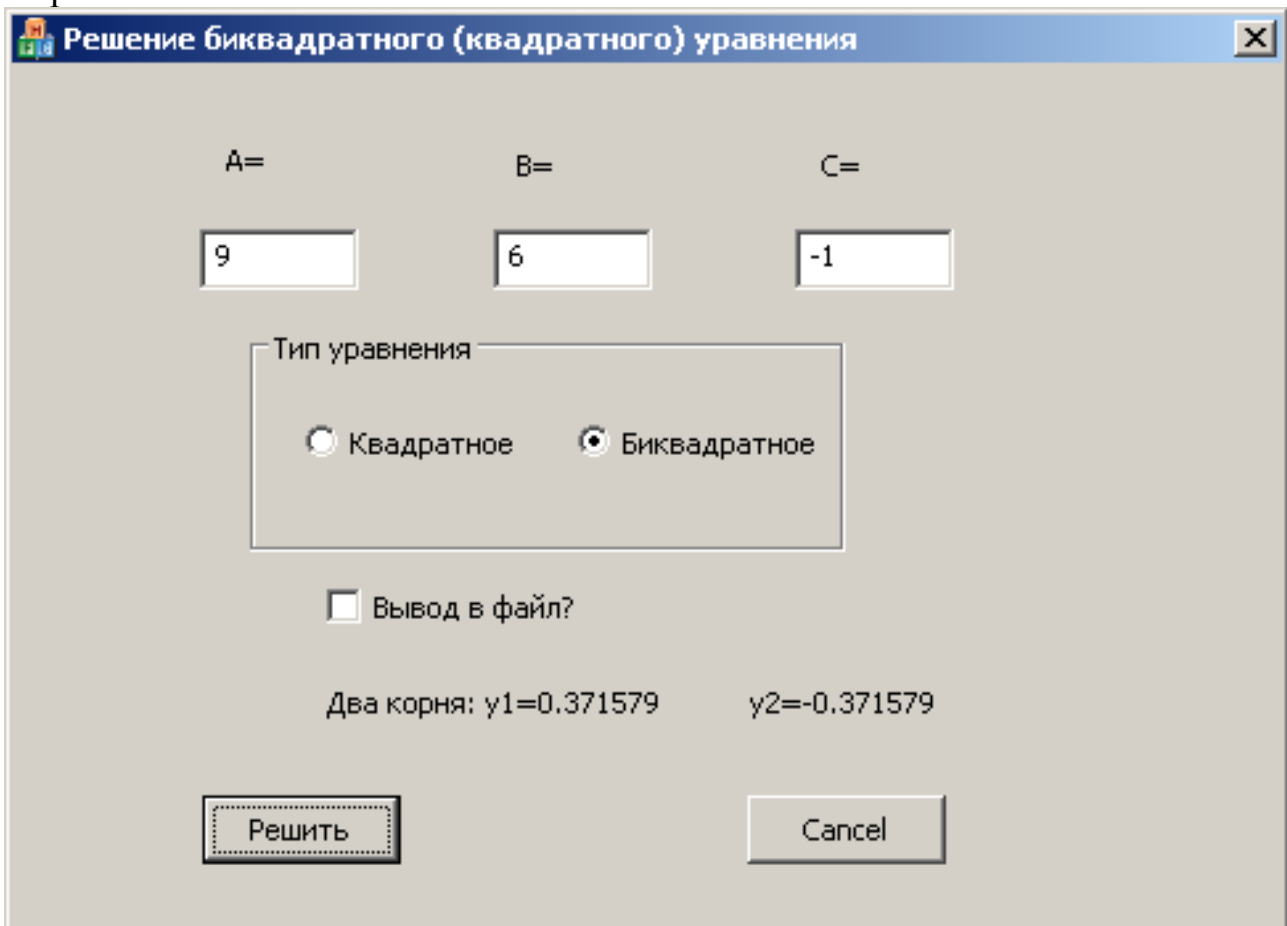 Решение биквадратного (квадратного) уравнения
A= B= C=
9 6 -1
Тип уравнения
Квадратное Биквадратное
Вывод в файл?
Два корня: y1=0.371579 y2=-0.371579
Решить Cancel